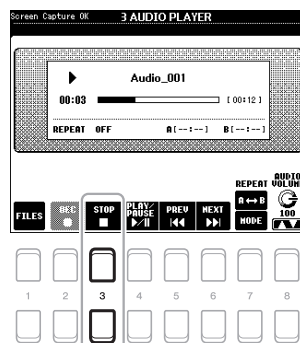 Screen Capture OK 3 AUDIO PLAYER
Audio_001
00:03 [ 00:12 ]
REPEAT OFF A[--:--] B[--:--]
REPEAT AUDIO VOLUME
A↔B
100
FILES REC STOP PLAY/PAUSE PREV NEXT MODE
1 2 3 4 5 6 7 8